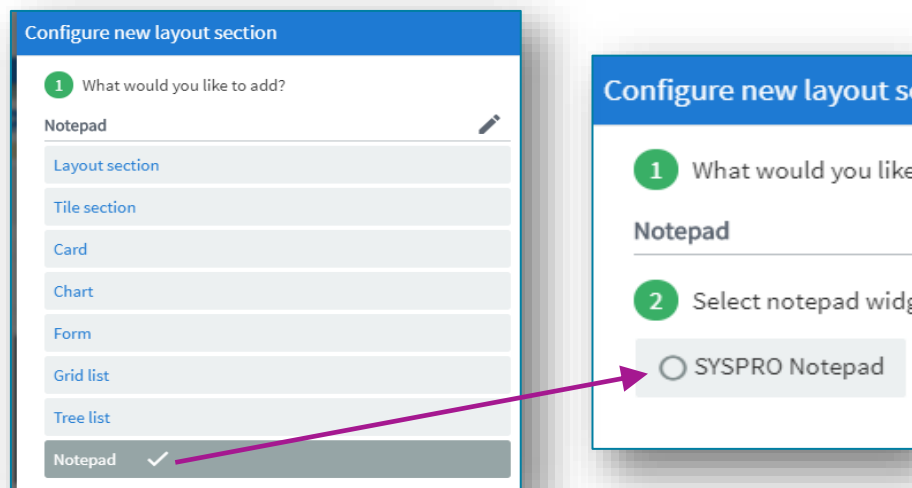 Configure new layout section
1 What would you like to add?
Notepad
Layout section
Tile section
Card
Chart
Form
Grid list
Tree list
Notepad
Configure new layout
1 What would you like
Notepad
2 Select notepad
SYSPRO Notepad